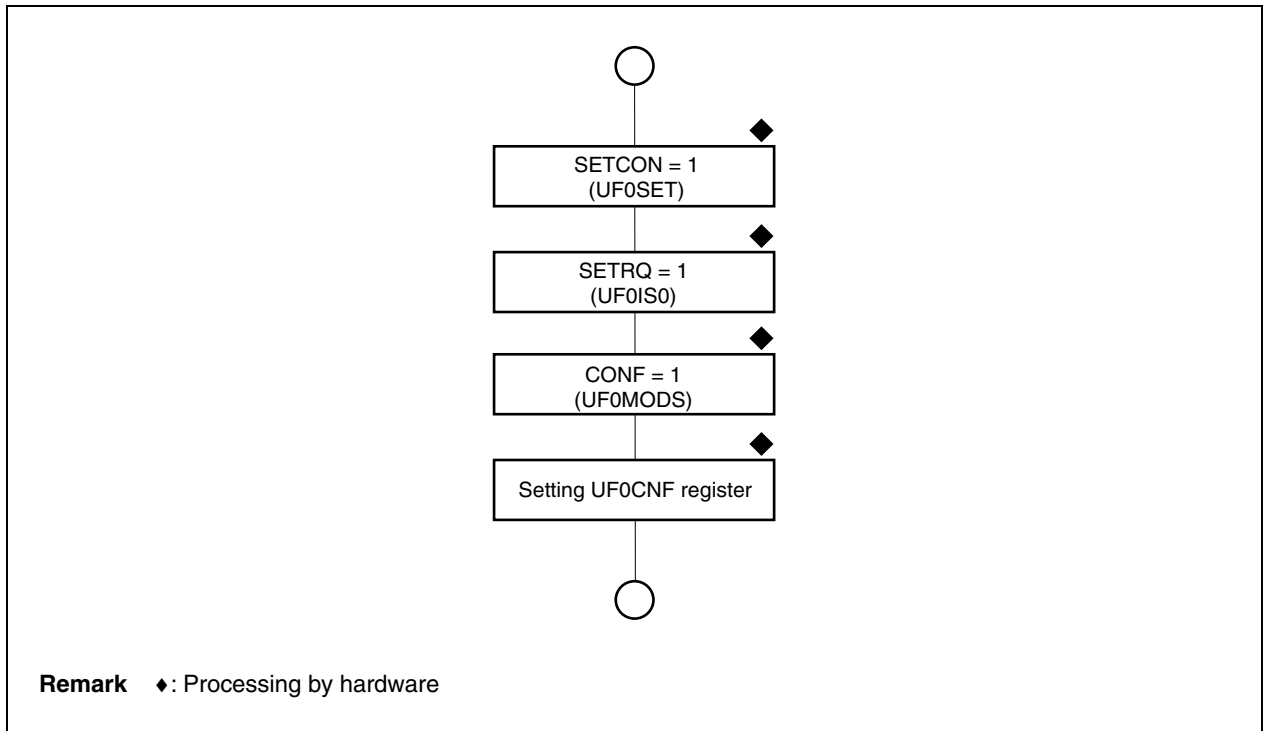 SETCON = 1
(UF0SET)
SETRQ = 1
(UF0IS0)
CONF = 1
(UF0MODS)
Setting UF0CNF register
Remark ♦: Processing by hardware